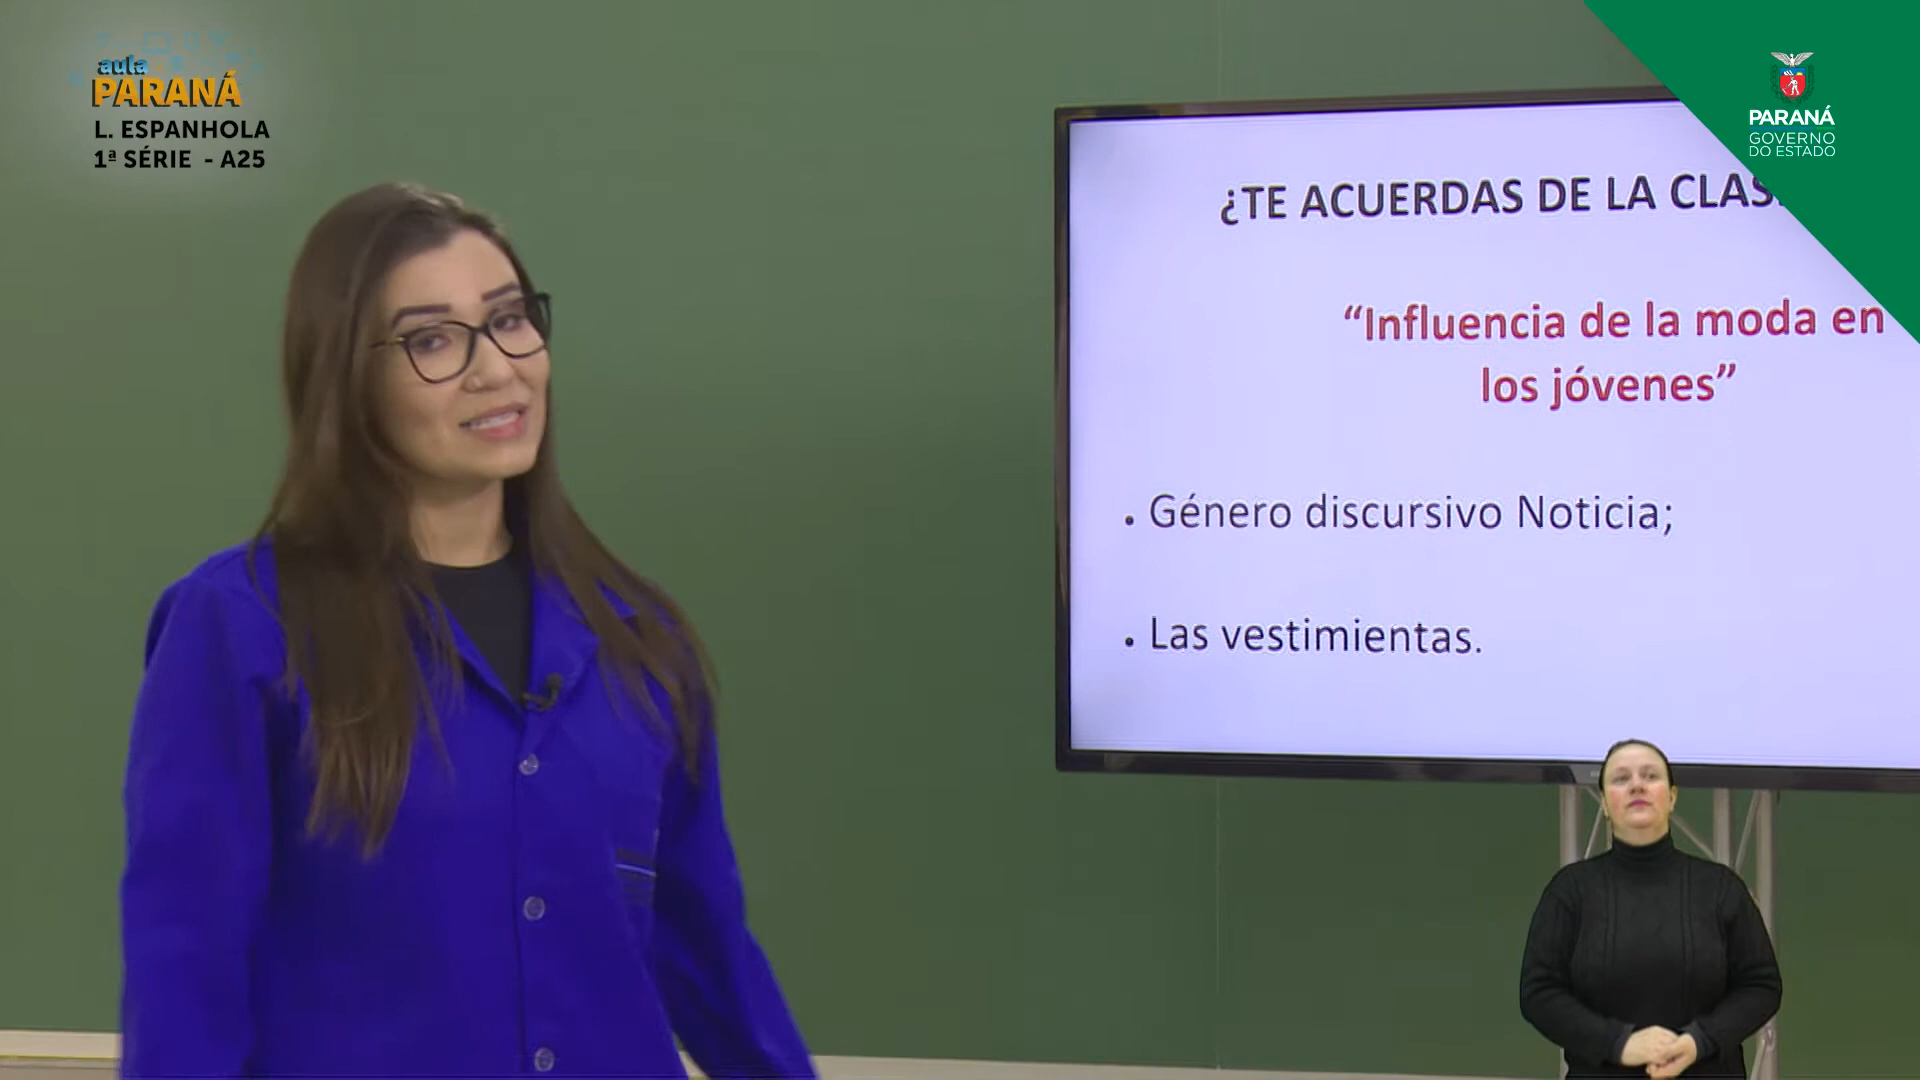 aula
PARANÁ
L. ESPANHOLA
1ª SÉRIE - A25
PARANÁ
GOVERNO
DO ESTADO
¿TE ACUERDAS DE LA
“Influencia de la moda en
los jóvenes”
. Género discursivo Noticia;
. Las vestimientas.